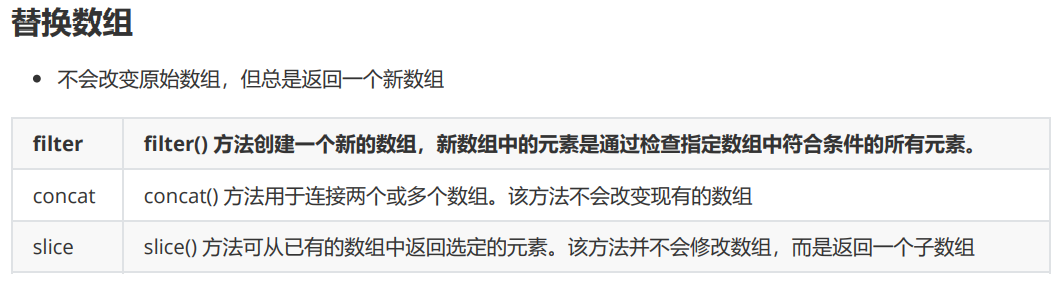 替换数组
不会改变原始数组，但总是返回一个新数组
filter filter() 方法创建一个新的数组，新数组中的元素是通过检查指定数组中符合条件的所有元素。
concat concat() 方法用于连接两个或多个数组。该方法不会改变现有的数组
slice slice() 方法可从已有的数组中返回选定的元素。该方法并不会修改数组，而是返回一个子数组